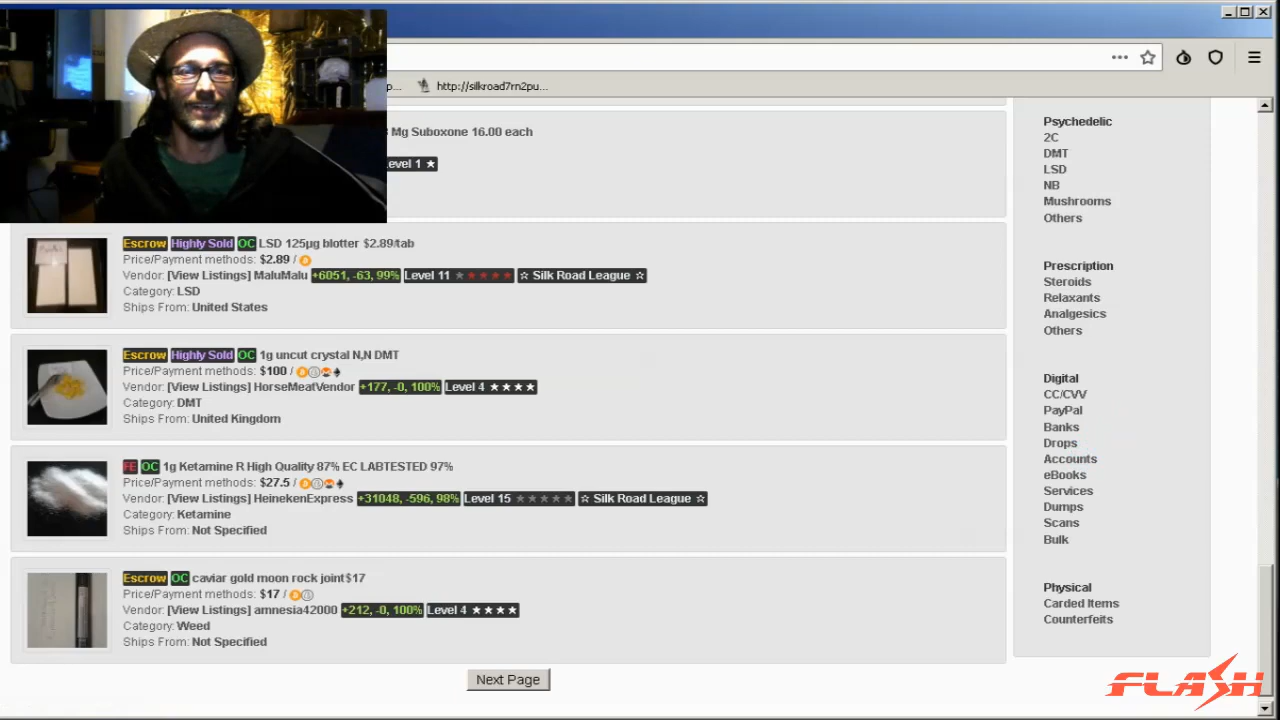 p...
http://silkroad7rn2pu...
Mg Suboxone 16.00 each
evel 1 ★
Escrow Highly Sold OC LSD 125µg blotter $2.89/tab
Price/Payment methods: $2.89 /
Vendor: [View Listings] MaluMalu +6051, -63, 99% Level 11 ★ ★ ★ ★ ★ ☆ Silk Road League ☆
Category: LSD
Ships From: United States
Escrow Highly Sold OC 1g uncut crystal N,N DMT
Price/Payment methods: $100 /
Vendor: [View Listings] HorseMeatVendor +177, -0, 100% Level 4 ★ ★ ★ ★
Category: DMT
Ships From: United Kingdom
FE OC 1g Ketamine R High Quality 87% EC LABTESTED 97%
Price/Payment methods: $27.5 /
Vendor: [View Listings] HeinekenExpress +31048, -596, 98% Level 15 ★ ★ ★ ★ ★ ☆ Silk Road League ☆
Category: Ketamine
Ships From: Not Specified
Escrow OC caviar gold moon rock joint$17
Price/Payment methods: $17 /
Vendor: [View Listings] amnesia42000 +212, -0, 100% Level 4 ★ ★ ★ ★
Category: Weed
Ships From: Not Specified
Next Page
Psychedelic
2C
DMT
LSD
NB
Mushrooms
Others
Prescription
Steroids
Relaxants
Analgesics
Others
Digital
CC/CVV
PayPal
Banks
Drops
Accounts
eBooks
Services
Dumps
Scans
Bulk
Physical
Carded Items
Counterfeits
FLASH